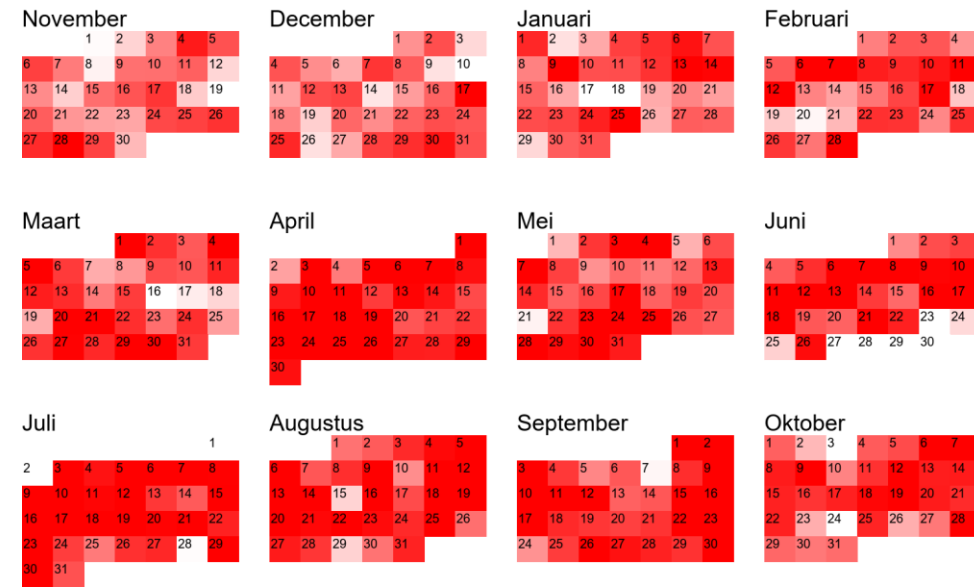 November
1 2 3 4 5
6 7 8 9 10 11 12
13 14 15 16 17 18 19
20 21 22 23 24 25 26
27 28 29 30
December
1 2 3
4 5 6 7 8 9 10
11 12 13 14 15 16 17
18 19 20 21 22 23 24
25 26 27 28 29 30 31
Januari
1 2 3 4 5 6 7
8 9 10 11 12 13 14
15 16 17 18 19 20 21
22 23 24 25 26 27 28
29 30 31
Februari
1 2 3 4
5 6 7 8 9 10 11
12 13 14 15 16 17 18
19 20 21 22 23 24 25
26 27 28
Maart
1 2 3 4
5 6 7 8 9 10 11
12 13 14 15 16 17 18
19 20 21 22 23 24 25
26 27 28 29 30 31
April
1
2 3 4 5 6 7 8
9 10 11 12 13 14 15
16 17 18 19 20 21 22
23 24 25 26 27 28 29
30
Mei
1 2 3 4 5 6
7 8 9 10 11 12 13
14 15 16 17 18 19 20
21 22 23 24 25 26 27
28 29 30 31
Juni
1 2 3
4 5 6 7 8 9 10
11 12 13 14 15 16 17
18 19 20 21 22 23 24
25 26 27 28 29 30
Juli
1
2 3 4 5 6 7 8
9 10 11 12 13 14 15
16 17 18 19 20 21 22
23 24 25 26 27 28 29
30 31
Augustus
1 2 3 4 5
6 7 8 9 10 11 12
13 14 15 16 17 18 19
20 21 22 23 24 25 26
27 28 29 30 31
September
1 2
3 4 5 6 7 8 9
10 11 12 13 14 15 16
17 18 19 20 21 22 23
24 25 26 27 28 29 30
Oktober
1 2 3 4 5 6 7
8 9 10 11 12 13 14
15 16 17 18 19 20 21
22 23 24 25 26 27 28
29 30 31